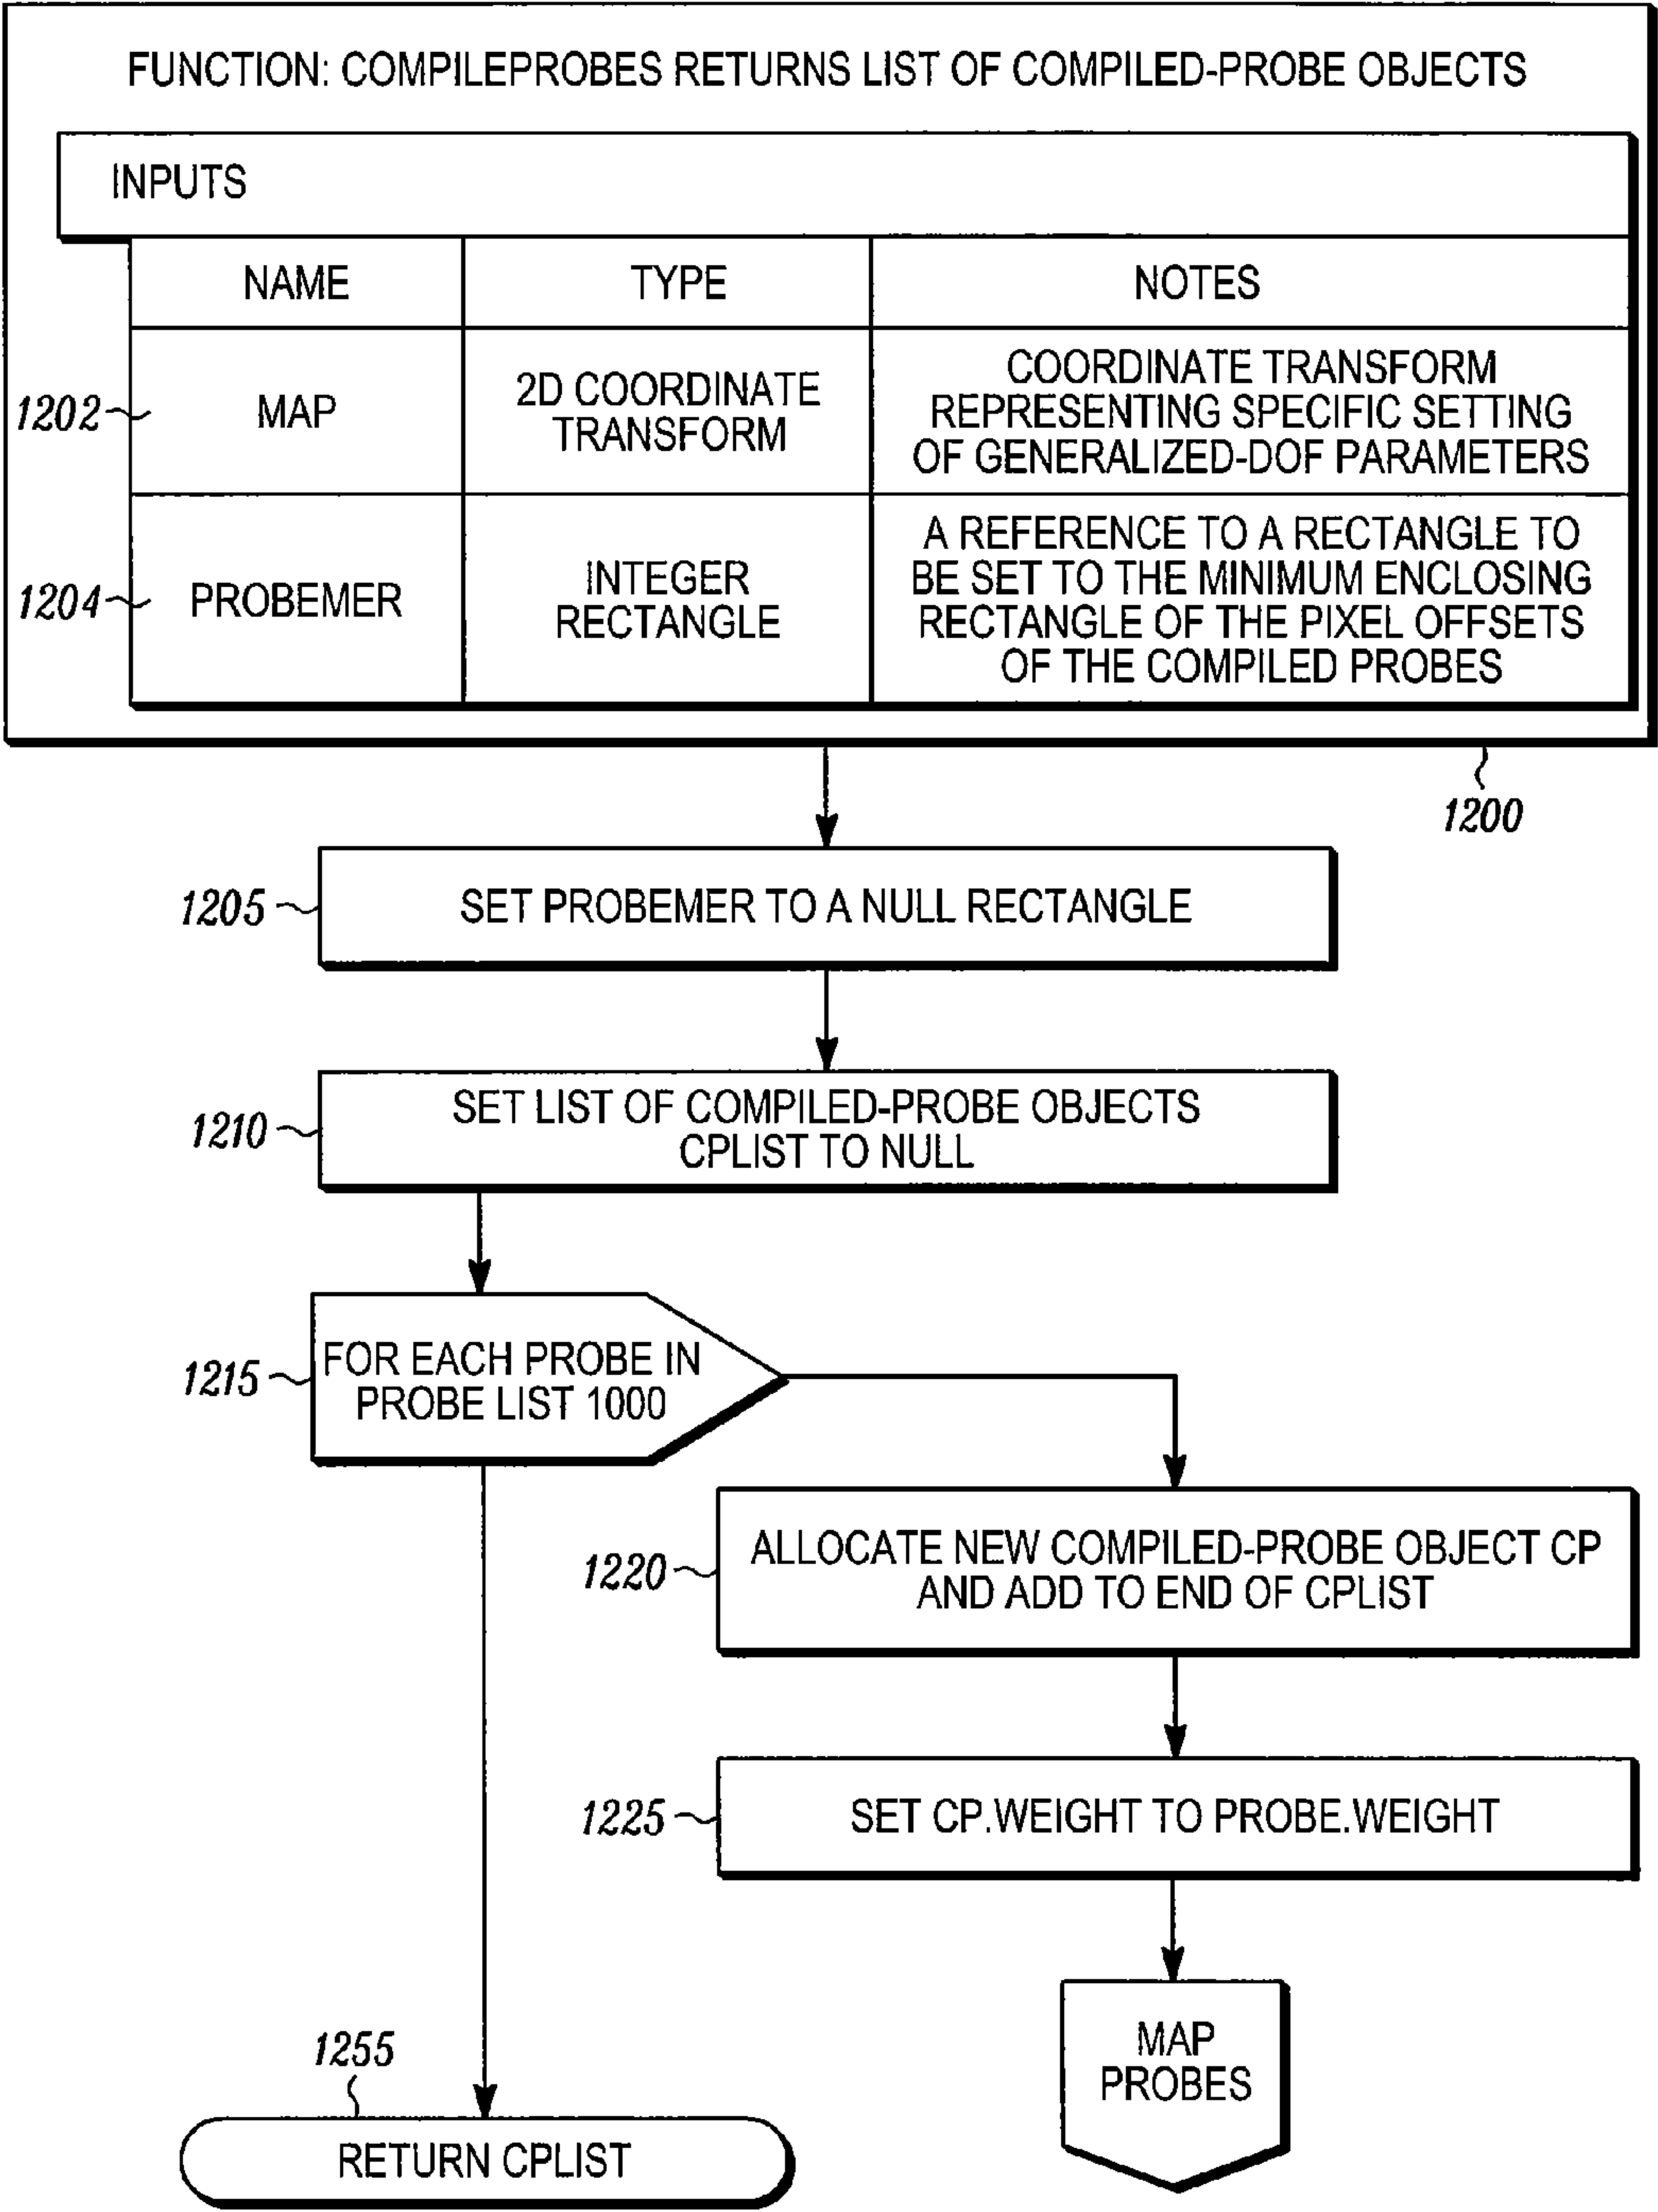 FUNCTION: COMPILEPROBES RETURNS LIST OF COMPILED-PROBE OBJECTS
INPUTS
NAME
TYPE
NOTES
1202
MAP
2D COORDINATE
TRANSFORM
COORDINATE TRANSFORM
REPRESENTING SPECIFIC SETTING
OF GENERALIZED-DOF PARAMETERS
1204
PROBEMER
INTEGER
RECTANGLE
A REFERENCE TO A RECTANGLE TO
BE SET TO THE MINIMUM ENCLOSING
RECTANGLE OF THE PIXEL OFFSETS
OF THE COMPILED PROBES
1200
1205
SET PROBEMER TO A NULL RECTANGLE
1210
SET LIST OF COMPILED-PROBE OBJECTS
CPLIST TO NULL
1215
FOR EACH PROBE IN
PROBE LIST 1000
1220
ALLOCATE NEW COMPILED-PROBE OBJECT CP
AND ADD TO END OF CPLIST
1225
SET CP.WEIGHT TO PROBE.WEIGHT
MAP
PROBES
1255
RETURN CPLIST